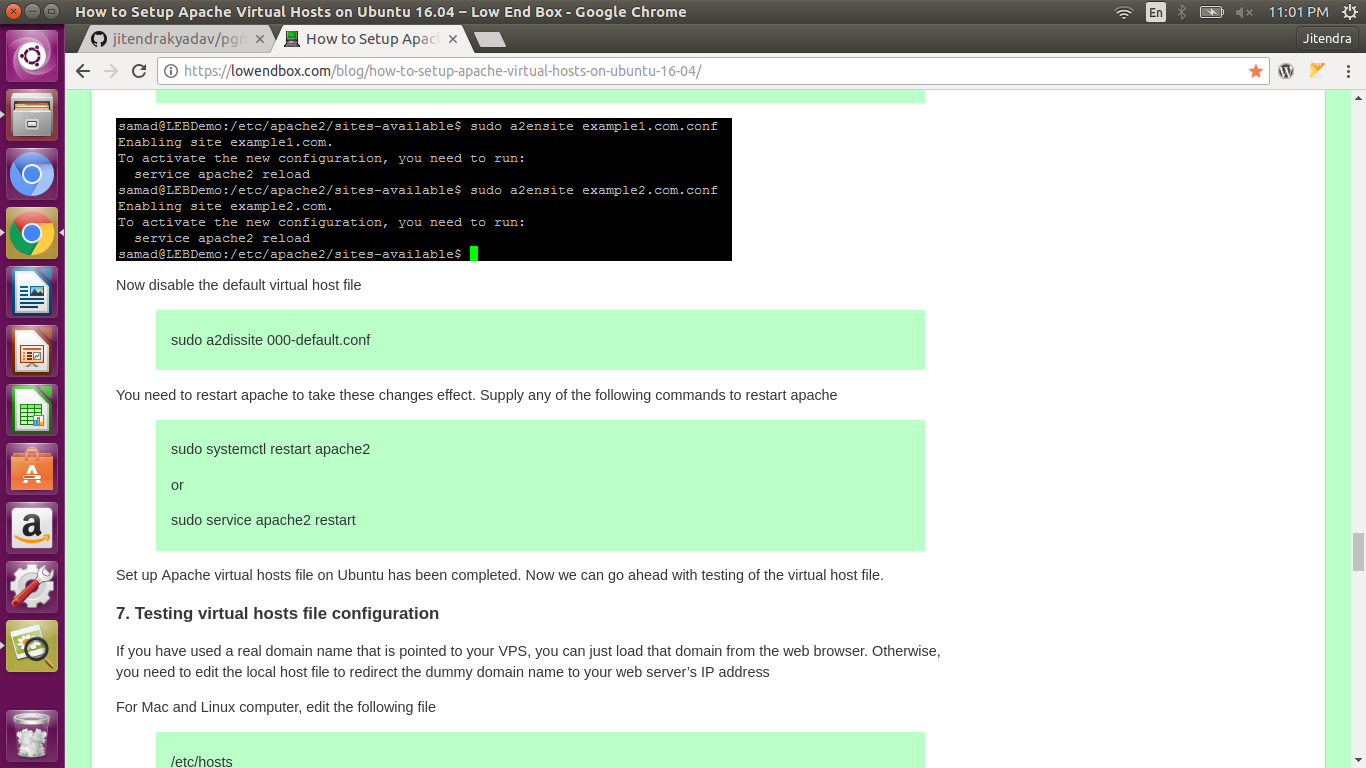 How to Setup Apache Virtual Hosts on Ubuntu 16.04 – Low End Box - Google Chrome
En
11:01 PM
jitendrakyadav/pgn
How to Setup Apac
Jitendra
https://lowendbox.com/blog/how-to-setup-apache-virtual-hosts-on-ubuntu-16-04/
samad@LEBDemo:/etc/apache2/sites-available$ sudo a2ensite example1.com.conf
Enabling site example1.com.
To activate the new configuration, you need to run:
service apache2 reload
samad@LEBDemo:/etc/apache2/sites-available$ sudo a2ensite example2.com.conf
Enabling site example2.com.
To activate the new configuration, you need to run:
service apache2 reload
samad@LEBDemo:/etc/apache2/sites-available$
Now disable the default virtual host file
sudo a2dissite 000-default.conf
You need to restart apache to take these changes effect. Supply any of the following commands to restart apache
sudo systemctl restart apache2
or
sudo service apache2 restart
Set up Apache virtual hosts file on Ubuntu has been completed. Now we can go ahead with testing of the virtual host file.
7. Testing virtual hosts file configuration
If you have used a real domain name that is pointed to your VPS, you can just load that domain from the web browser. Otherwise,
you need to edit the local host file to redirect the dummy domain name to your web server’s IP address
For Mac and Linux computer, edit the following file
/etc/hosts